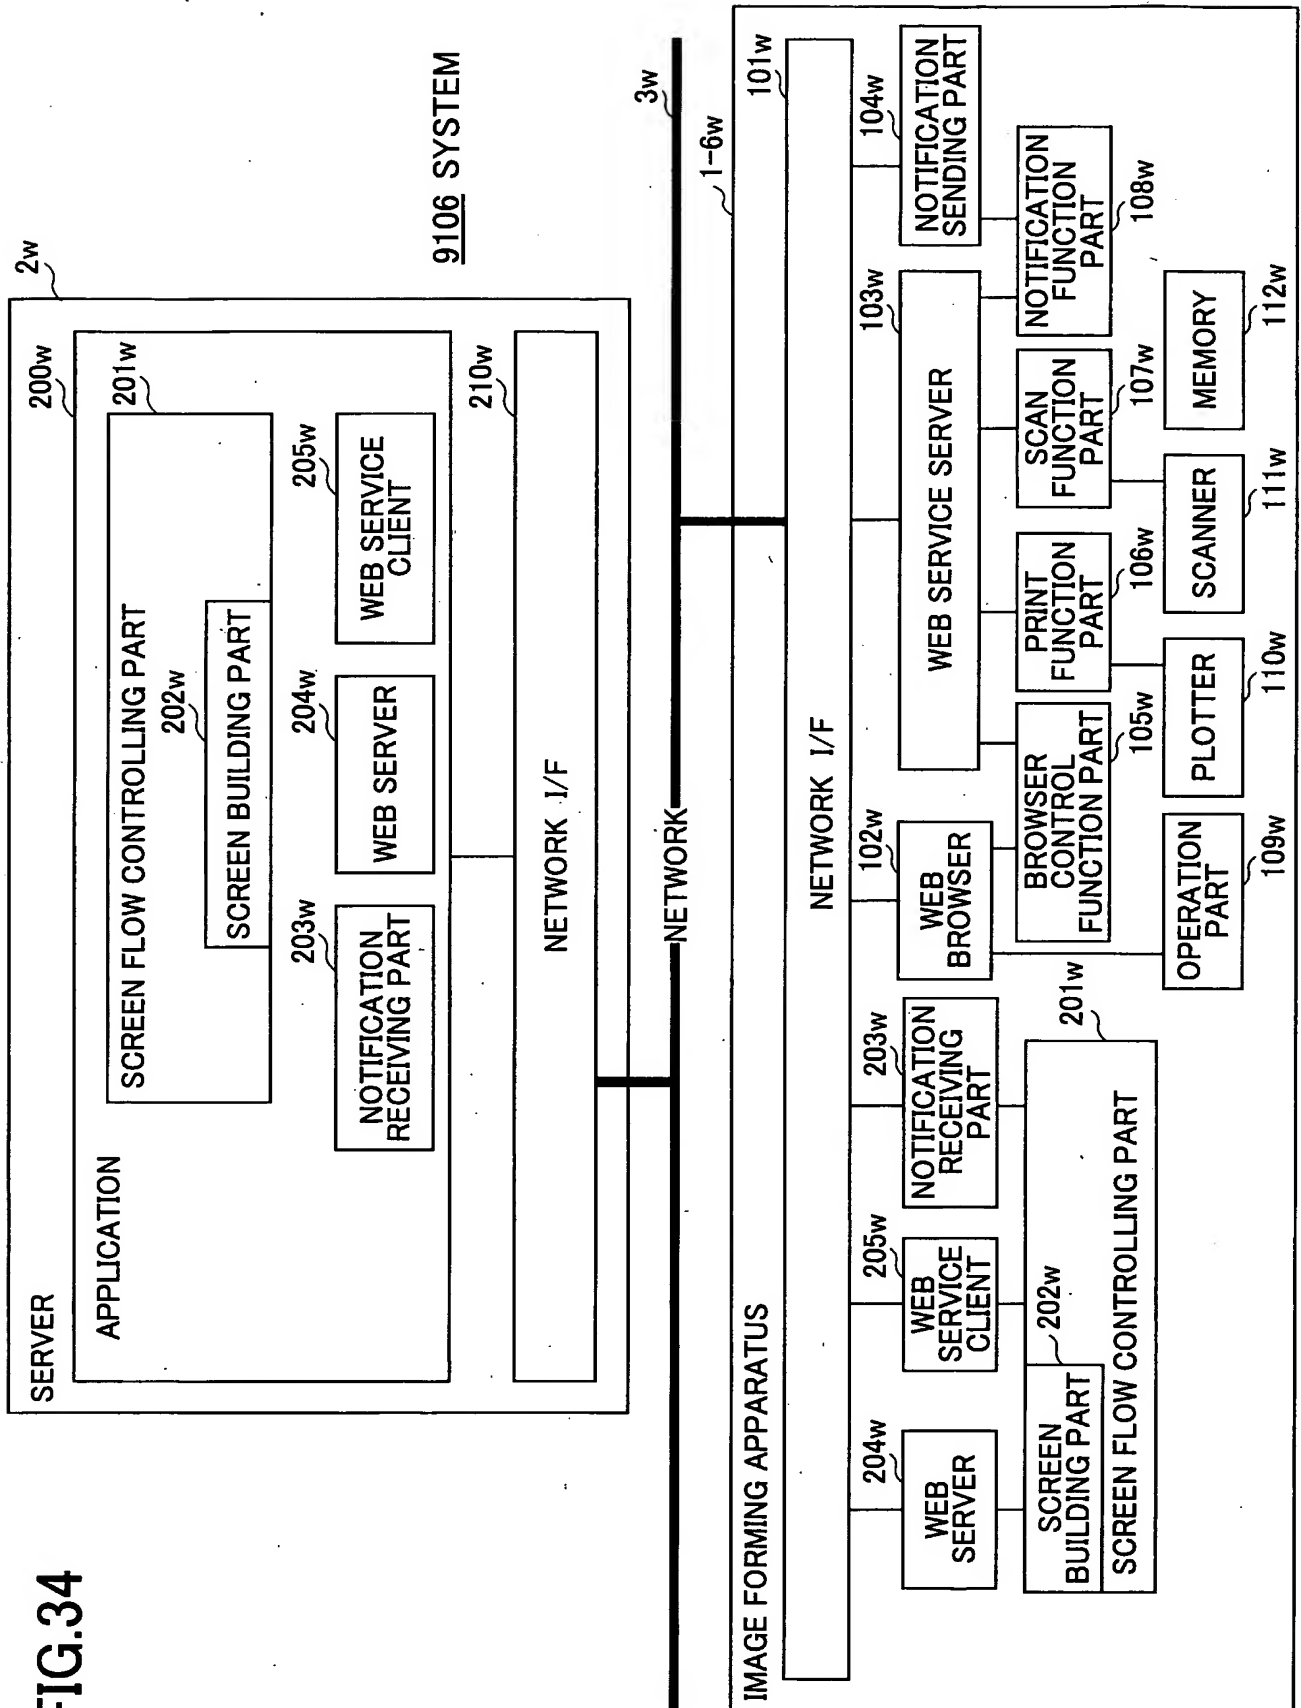 FIG.34
9106 SYSTEM
SERVER
2w
APPLICATION
200w
SCREEN FLOW CONTROLLING PART
201w
SCREEN BUILDING PART
202w
NOTIFICATION
RECEIVING PART
203w
WEB SERVER
204w
WEB SERVICE
CLIENT
205w
NETWORK I/F
210w
NETWORK
3w
IMAGE FORMING APPARATUS
1-6w
NETWORK I/F
101w
WEB
SERVER
204w
WEB
SERVICE
CLIENT
205w
NOTIFICATION
RECEIVING
PART
203w
WEB
BROWSER
102w
WEB SERVICE SERVER
103w
NOTIFICATION
SENDING PART
104w
SCREEN
BUILDING PART
202w
SCREEN FLOW CONTROLLING PART
201w
BROWSER
CONTROL
FUNCTION PART
105w
PRINT
FUNCTION
PART
106w
SCAN
FUNCTION
PART
107w
NOTIFICATION
FUNCTION
PART
108w
OPERATION
PART
109w
PLOTTER
110w
SCANNER
111w
MEMORY
112w